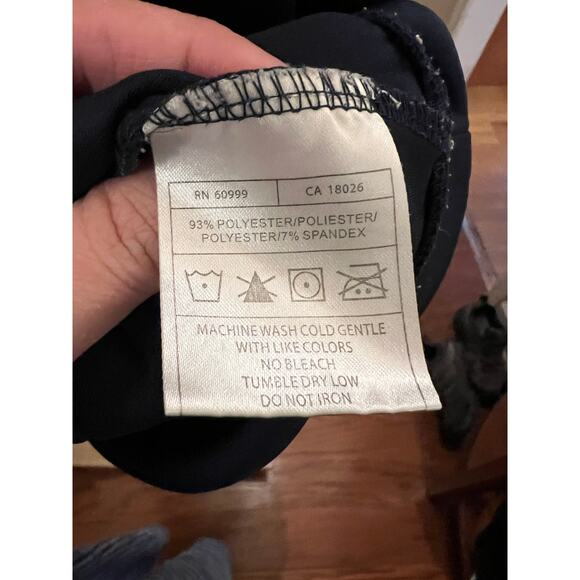 RN 60999 CA 18026
93% POLYESTER/POLIESTER/
POLYESTER/7% SPANDEX
MACHINE WASH COLD GENTLE
WITH LIKE COLORS
NO BLEACH
TUMBLE DRY LOW
DO NOT IRON